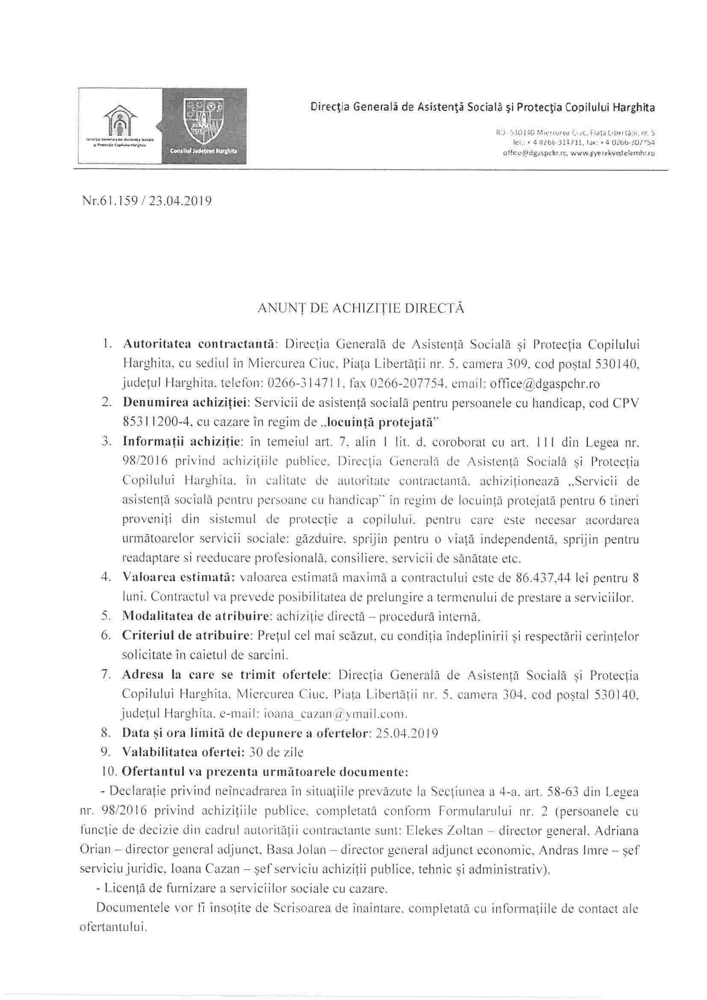 Direcția Generală de Asistență Socială
și Protecția Copilului Harghita
Consiliul Județean Harghita
Direcţia Generală de Asistenţă Socială şi Protecţia Copilului Harghita
RO-530140 Miercurea Ciuc, Piaţa Libertăţii, nr. 5
Tel.: + 4 0266-314711, fax: + 4 0266-207754
office@dgaspchr.ro, www.gyerekvedelemhr.ro
Nr.61.159 / 23.04.2019
ANUNȚ DE ACHIZIȚIE DIRECTĂ
1. Autoritatea contractantă: Direcția Generală de Asistență Socială și Protecția Copilului
Harghita, cu sediul în Miercurea Ciuc, Piața Libertății nr. 5, camera 309, cod poștal 530140,
județul Harghita, telefon: 0266-314711, fax 0266-207754, email: office@dgaspchr.ro
2. Denumirea achiziției: Servicii de asistență socială pentru persoanele cu handicap, cod CPV
85311200-4, cu cazare în regim de „locuință protejată”
3. Informații achiziție: în temeiul art. 7, alin 1 lit. d, coroborat cu art. 111 din Legea nr.
98/2016 privind achizițiile publice, Direcția Generală de Asistență Socială și Protecția
Copilului Harghita, în calitate de autoritate contractantă, achiziționează „Servicii de
asistență socială pentru persoane cu handicap” în regim de locuință protejată pentru 6 tineri
proveniți din sistemul de protecție a copilului, pentru care este necesar acordarea
următoarelor servicii sociale: găzduire, sprijin pentru o viață independentă, sprijin pentru
readaptare si reeducare profesională, consiliere, servicii de sănătate etc.
4. Valoarea estimată: valoarea estimată maximă a contractului este de 86.437,44 lei pentru 8
luni. Contractul va prevede posibilitatea de prelungire a termenului de prestare a serviciilor.
5. Modalitatea de atribuire: achiziție directă – procedură internă.
6. Criteriul de atribuire: Prețul cel mai scăzut, cu condiția îndeplinirii și respectării cerințelor
solicitate în caietul de sarcini.
7. Adresa la care se trimit ofertele: Direcția Generală de Asistență Socială și Protecția
Copilului Harghita, Miercurea Ciuc, Piața Libertății nr. 5, camera 304, cod poștal 530140,
județul Harghita, e-mail: ioana_cazan@ymail.com.
8. Data și ora limită de depunere a ofertelor: 25.04.2019
9. Valabilitatea ofertei: 30 de zile
10. Ofertantul va prezenta următoarele documente:
- Declarație privind neîncadrarea în situațiile prevăzute la Secțiunea a 4-a, art. 58-63 din Legea
nr. 98/2016 privind achizițiile publice, completată conform Formularului nr. 2 (persoanele cu
funcție de decizie din cadrul autorității contractante sunt: Elekes Zoltan – director general, Adriana
Orian – director general adjunct, Basa Jolan – director general adjunct economic, Andras Imre – șef
serviciu juridic, Ioana Cazan – șef serviciu achiziții publice, tehnic și administrativ).
- Licență de furnizare a serviciilor sociale cu cazare.
Documentele vor fi însoțite de Scrisoarea de înaintare, completată cu informațiile de contact ale
ofertantului.